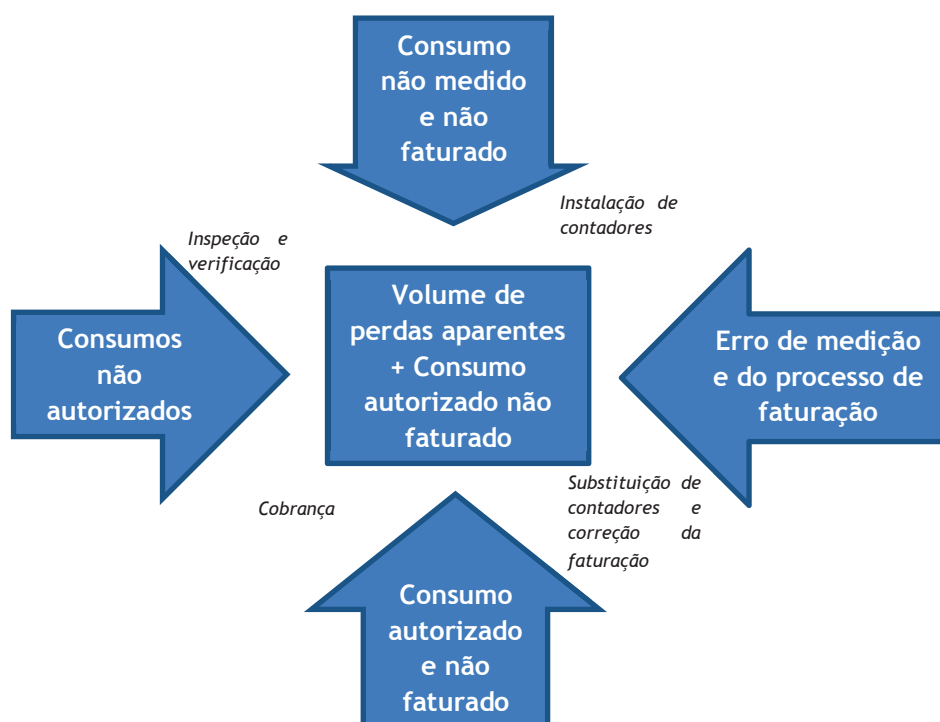 Consumo
não medido
e não
faturado
Instalação de
contadores
Inspeção e
verificação
Consumos
não
autorizados
Volume de
perdas aparentes
+ Consumo
autorizado não
faturado
Erro de medição
e do processo de
faturação
Cobrança
Substituição de
contadores e
correção da
faturação
Consumo
autorizado
e não
faturado